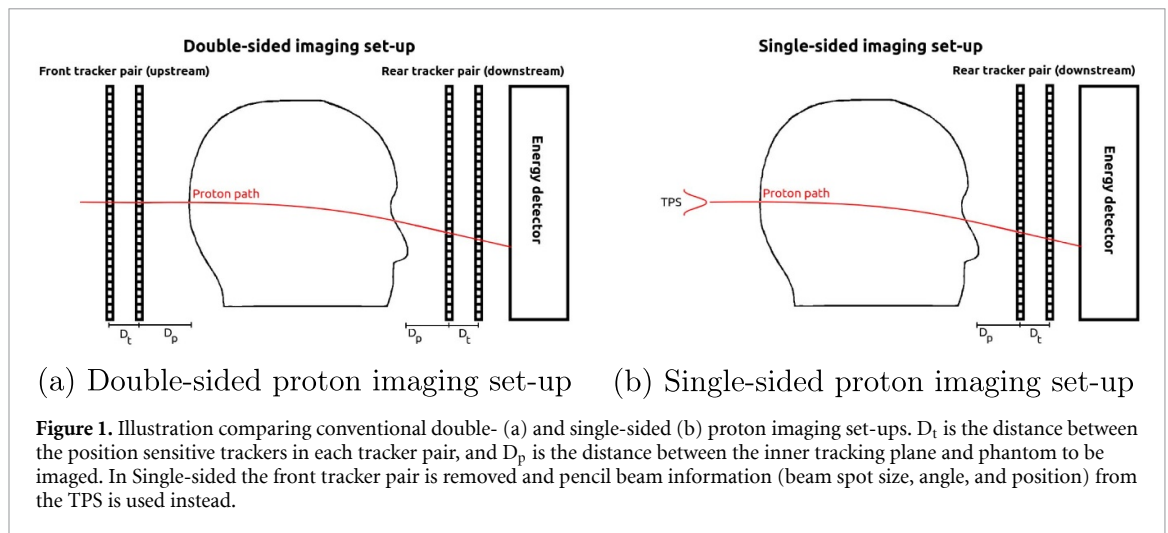 Double-sided imaging set-up
Front tracker pair (upstream)
Rear tracker pair (downstream)
Proton path
Energy detector
Dt
Dp
Dp
Dt
(a) Double-sided proton imaging set-up
Single-sided imaging set-up
Rear tracker pair (downstream)
TPS
Proton path
Energy detector
Dp
Dt
(b) Single-sided proton imaging set-up
Figure 1. Illustration comparing conventional double- (a) and single-sided (b) proton imaging set-ups. Dt is the distance between
the position sensitive trackers in each tracker pair, and Dp is the distance between the inner tracking plane and phantom to be
imaged. In Single-sided the front tracker pair is removed and pencil beam information (beam spot size, angle, and position) from
the TPS is used instead.